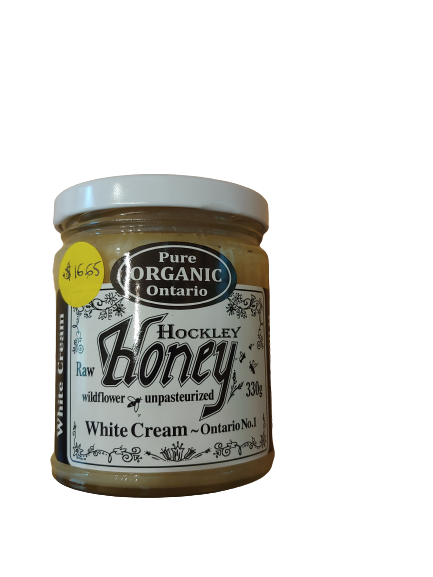 $16.65
Pure
ORGANIC
Ontario
White Cream
HOCKLEY
Raw Honey
330g
wildflower unpasteurized
White Cream ~ Ontario No.1